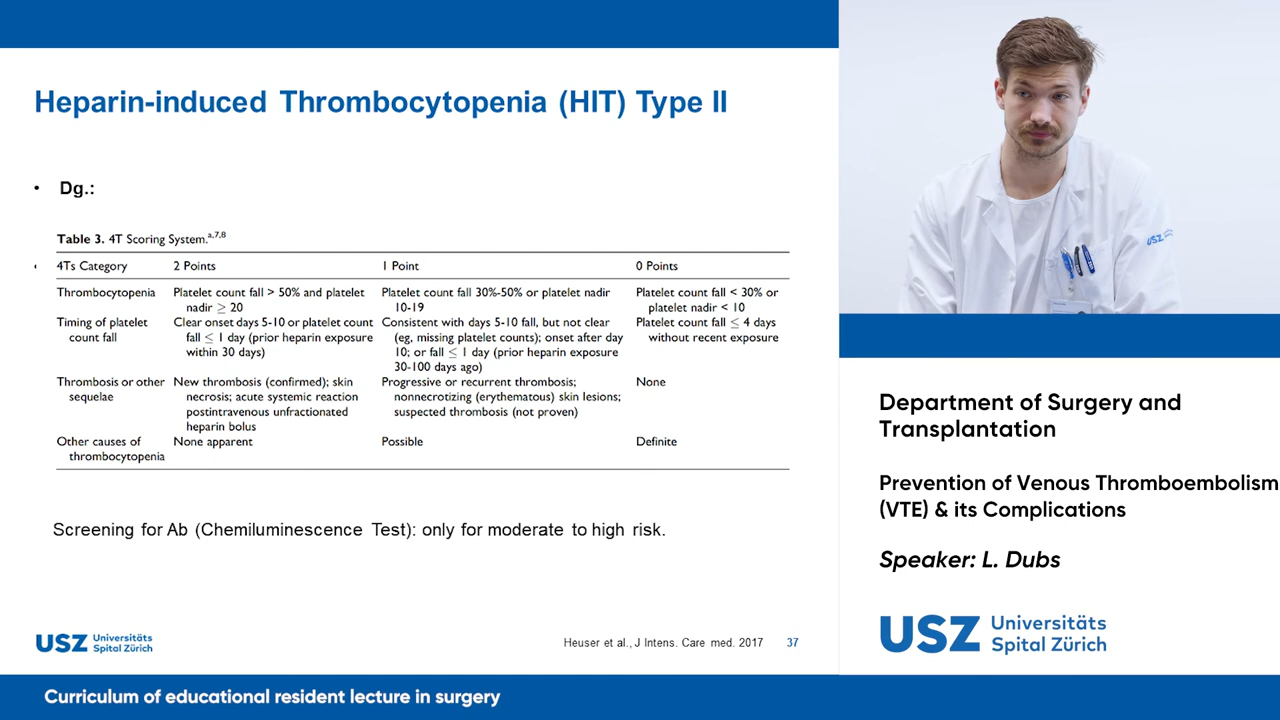 Heparin-induced Thrombocytopenia (HIT) Type II
• Dg.:
Table 3. 4T Scoring System.a,7,8
4Ts Category 2 Points 1 Point 0 Points
Thrombocytopenia Platelet count fall > 50% and platelet Platelet count fall 30%-50% or platelet nadir Platelet count fall < 30% or
nadir ≥ 20 10-19 platelet nadir < 10
Timing of platelet Clear onset days 5-10 or platelet count Consistent with days 5-10 fall, but not clear Platelet count fall ≤ 4 days
count fall fall ≤ 1 day (prior heparin exposure (eg, missing platelet counts); onset after day without recent exposure
within 30 days) 10; or fall ≤ 1 day (prior heparin exposure
30-100 days ago)
Thrombosis or other New thrombosis (confirmed); skin Progressive or recurrent thrombosis; None
sequelae necrosis; acute systemic reaction nonnecrotizing (erythematous) skin lesions;
postintravenous unfractionated suspected thrombosis (not proven)
heparin bolus
Other causes of None apparent Possible Definite
thrombocytopenia
Screening for Ab (Chemiluminescence Test): only for moderate to high risk.
USZ Universitäts
Spital Zürich
Heuser et al., J Intens. Care med. 2017 37
Curriculum of educational resident lecture in surgery
USZ
Department of Surgery and
Transplantation
Prevention of Venous Thromboembolism
(VTE) & its Complications
Speaker: L. Dubs
USZ Universitäts
Spital Zürich